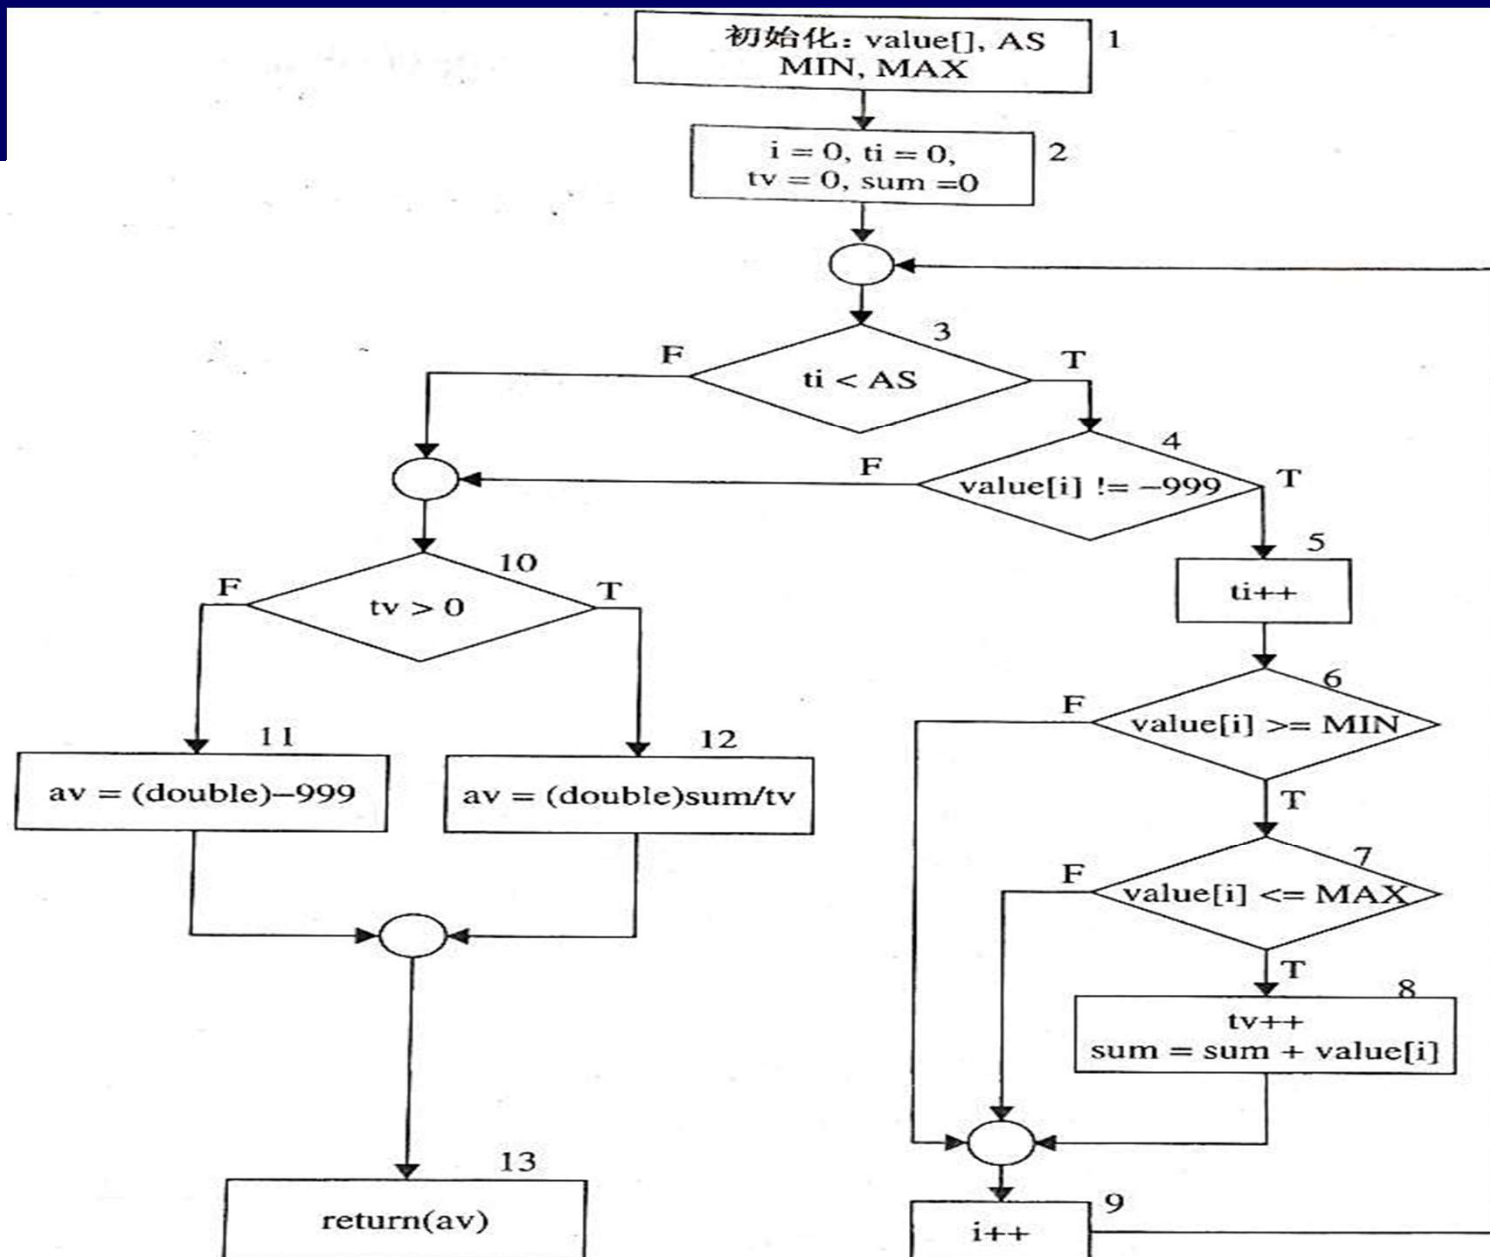 初始化: value[], AS
MIN, MAX
1
i = 0, ti = 0,
tv = 0, sum =0
2
3
ti < AS
F
T
4
value[i] != –999
F
T
5
ti++
6
value[i] >= MIN
F
T
7
value[i] <= MAX
F
T
8
tv++
sum = sum + value[i]
9
i++
10
tv > 0
F
T
11
av = (double)–999
12
av = (double)sum/tv
13
return(av)